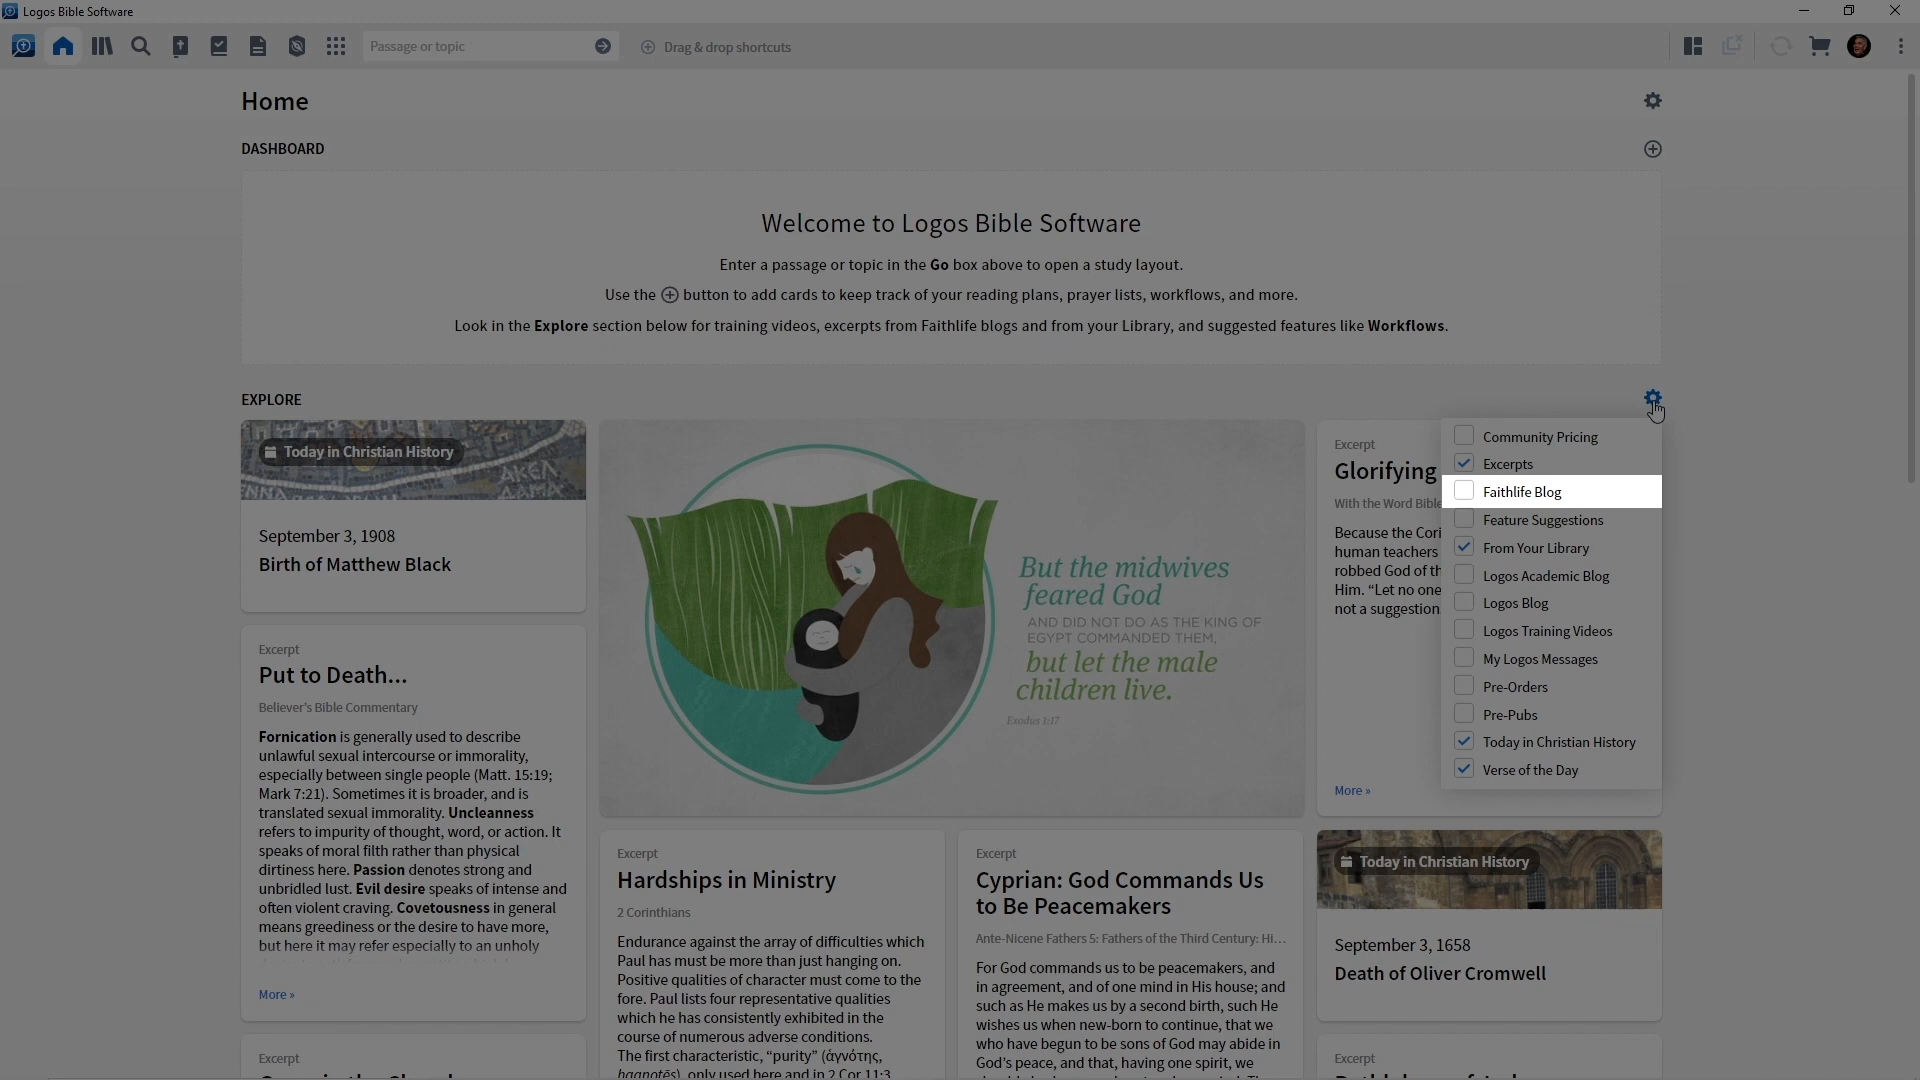 Logos Bible Software
Passage or topic
Drag & drop shortcuts
Home
DASHBOARD
Welcome to Logos Bible Software
Enter a passage or topic in the Go box above to open a study layout.
Use the button to add cards to keep track of your reading plans, prayer lists, workflows, and more.
Look in the Explore section below for training videos, excerpts from Faithlife blogs and from your Library, and suggested features like Workflows.
EXPLORE
Today in Christian History
ΑΚΕΛ
ΔΑΜΑ
September 3, 1908
Birth of Matthew Black
Excerpt
Put to Death...
Believer's Bible Commentary
Fornication is generally used to describe
unlawful sexual intercourse or immorality,
especially between single people (Matt. 15:19;
Mark 7:21). Sometimes it is broader, and is
translated sexual immorality. Uncleanness
refers to impurity of thought, word, or action. It
speaks of moral filth rather than physical
dirtiness here. Passion denotes strong and
unbridled lust. Evil desire speaks of intense and
often violent craving. Covetousness in general
means greediness or the desire to have more,
but here it may refer especially to an unholy
More »
Excerpt
But the midwives
feared God
AND DID NOT DO AS THE KING OF
EGYPT COMMANDED THEM,
but let the male
children live.
Exodus 1:17
Excerpt
Hardships in Ministry
2 Corinthians
Endurance against the array of difficulties which
Paul has must be more than just hanging on.
Positive qualities of character must come to the
fore. Paul lists four representative qualities
which he has consistently exhibited in the
course of numerous adverse conditions.
The first characteristic, “purity” (ἁγνότης,
hagnotēs), only used here and in 2 Cor 11:3
Excerpt
Cyprian: God Commands Us
to Be Peacemakers
Ante-Nicene Fathers 5: Fathers of the Third Century: Hi...
For God commands us to be peacemakers, and
in agreement, and of one mind in His house; and
such as He makes us by a second birth, such He
wishes us when new-born to continue, that we
who have begun to be sons of God may abide in
God's peace, and that, having one spirit, we
Excerpt
Glorifying
With the Word Bible
Because the Cori
human teachers
robbed God of th
Him. “Let no one
not a suggestion
More »
Community Pricing
Excerpts
Faithlife Blog
Feature Suggestions
From Your Library
Logos Academic Blog
Logos Blog
Logos Training Videos
My Logos Messages
Pre-Orders
Pre-Pubs
Today in Christian History
Verse of the Day
Today in Christian History
September 3, 1658
Death of Oliver Cromwell
Excerpt